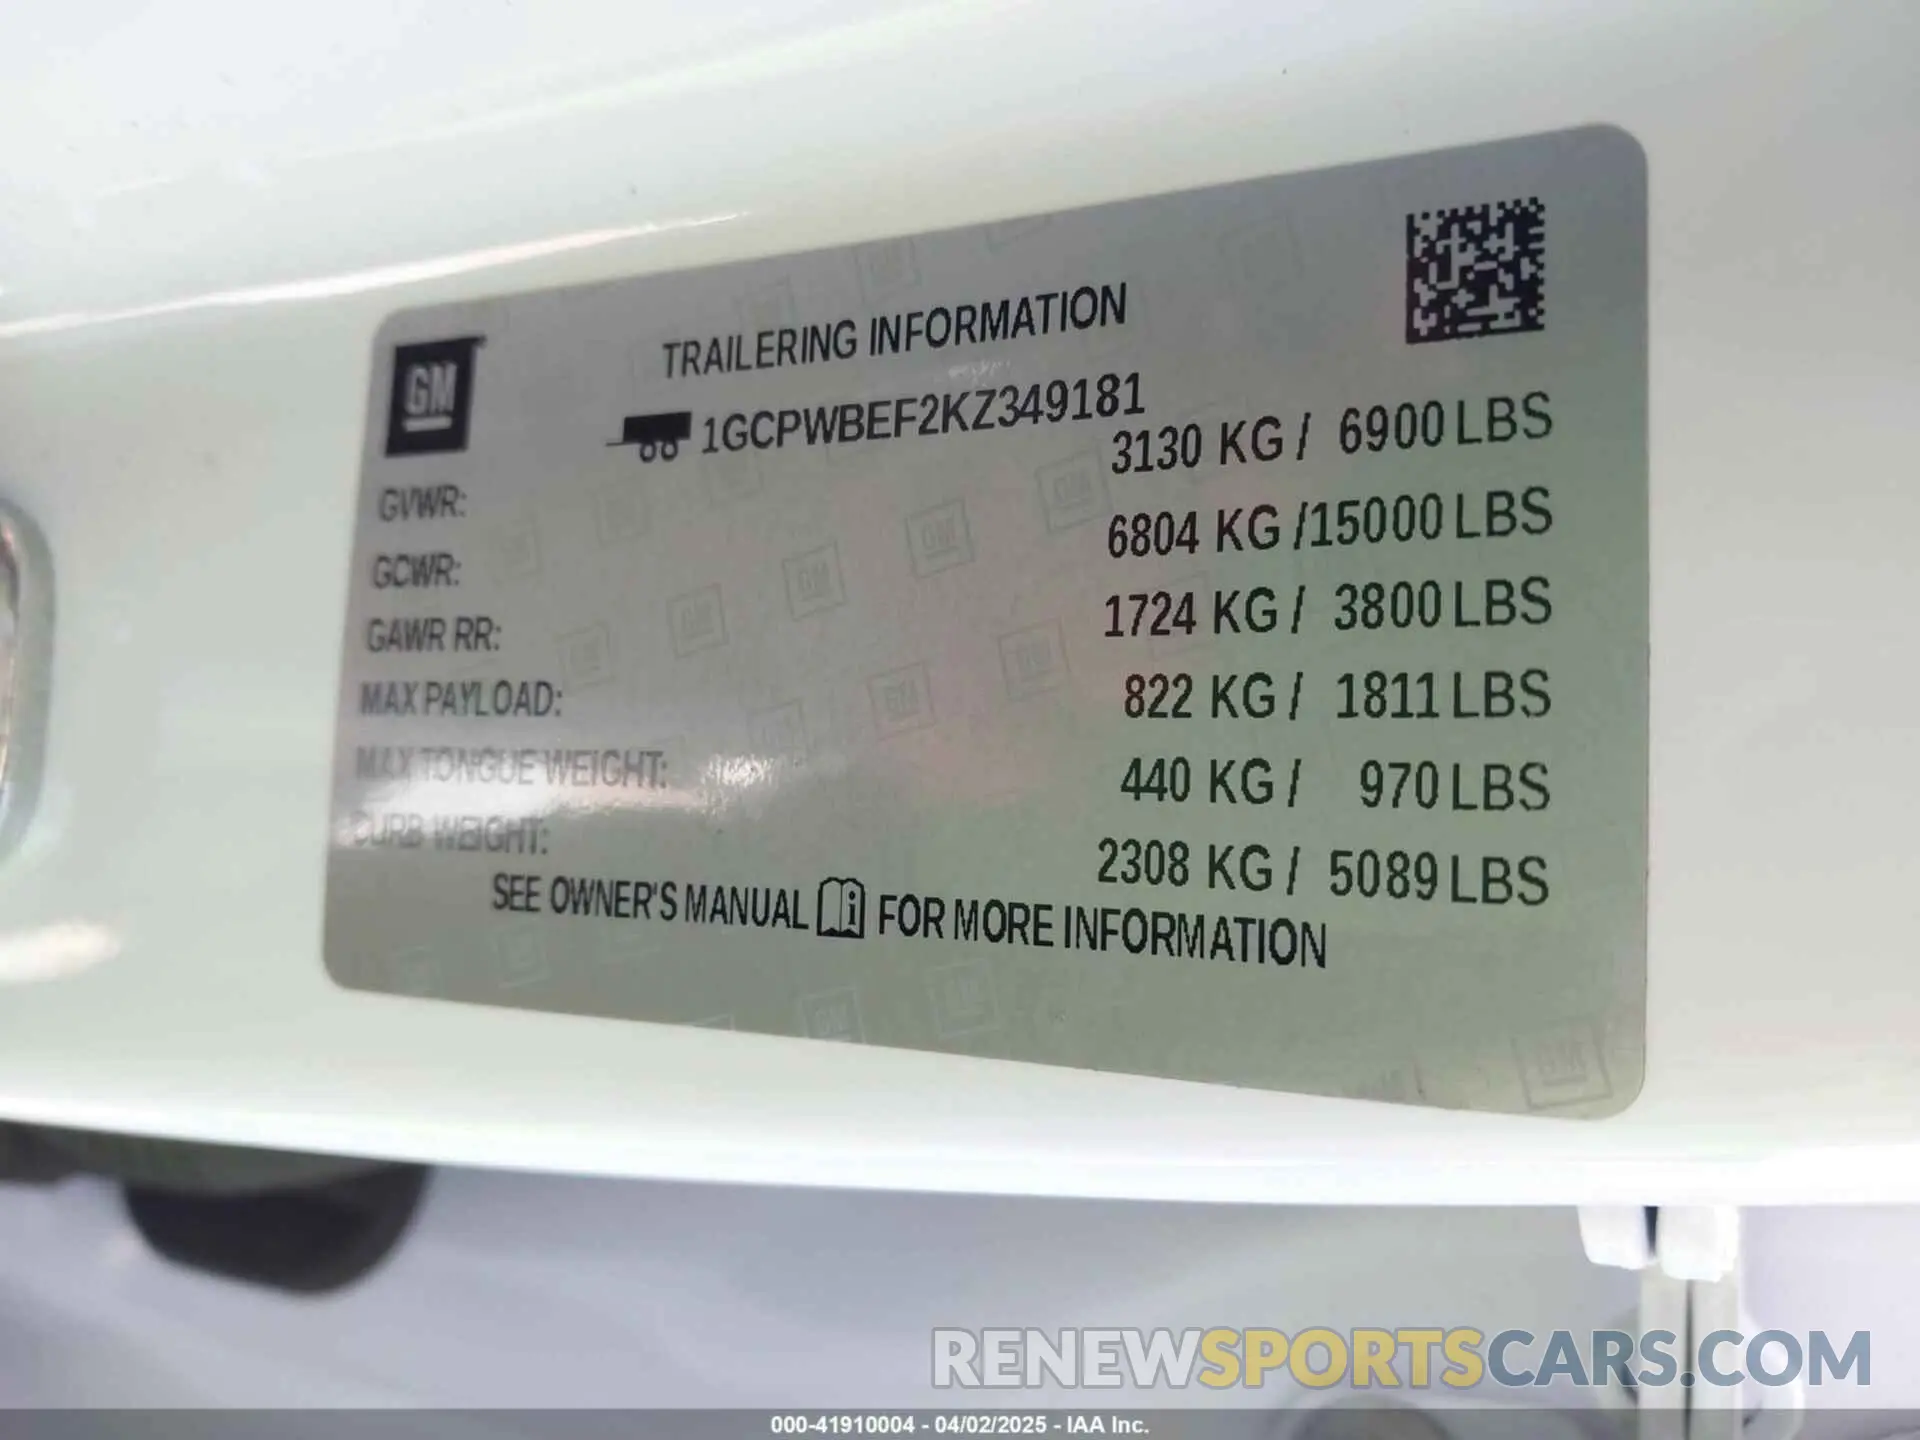 GM
TRAILERING INFORMATION
1GCPWBEF2KZ349181
GVWR: 3130 KG / 6900 LBS
GCWR: 6804 KG /15000 LBS
GAWR RR: 1724 KG / 3800 LBS
MAX PAYLOAD: 822 KG / 1811 LBS
MAX TONGUE WEIGHT: 440 KG / 970 LBS
CURB WEIGHT: 2308 KG / 5089 LBS
SEE OWNER'S MANUAL FOR MORE INFORMATION
RENEWSPORTSCARS.COM
000-41910004 - 04/02/2025 - IAA Inc.